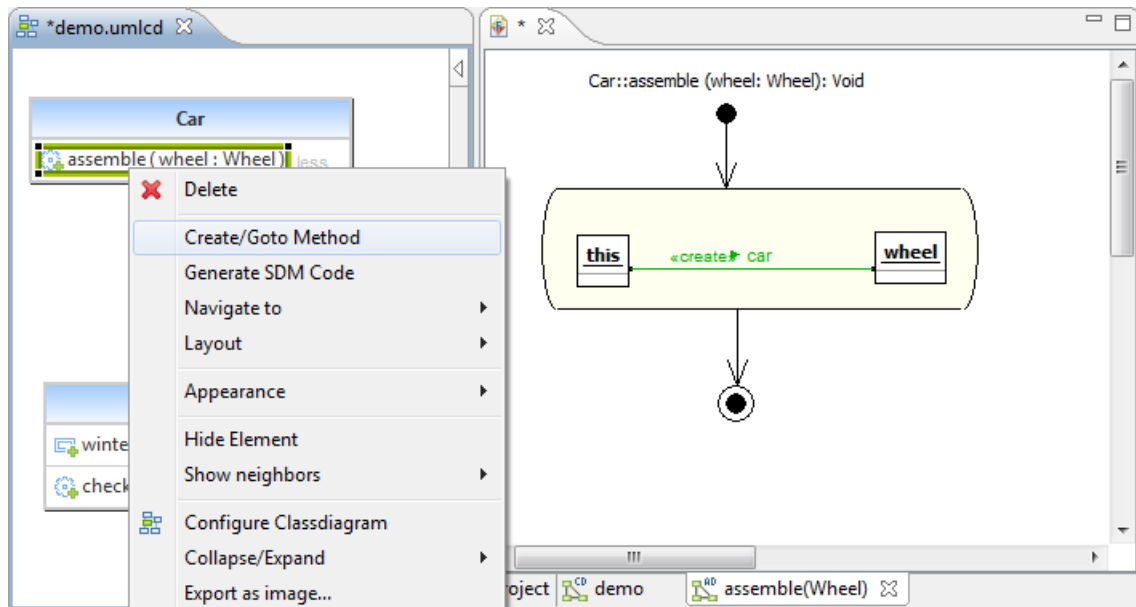 *demo.umlcd
*
Car
assemble ( wheel : Wheel )
less
Delete
Create/Goto Method
Generate SDM Code
Navigate to
Layout
Appearance
Hide Element
Show neighbors
Configure Classdiagram
Collapse/Expand
Export as image...
winte
check
Car::assemble (wheel: Wheel): Void
this
«create» car
wheel
roject
demo
assemble(Wheel)
CD
AD